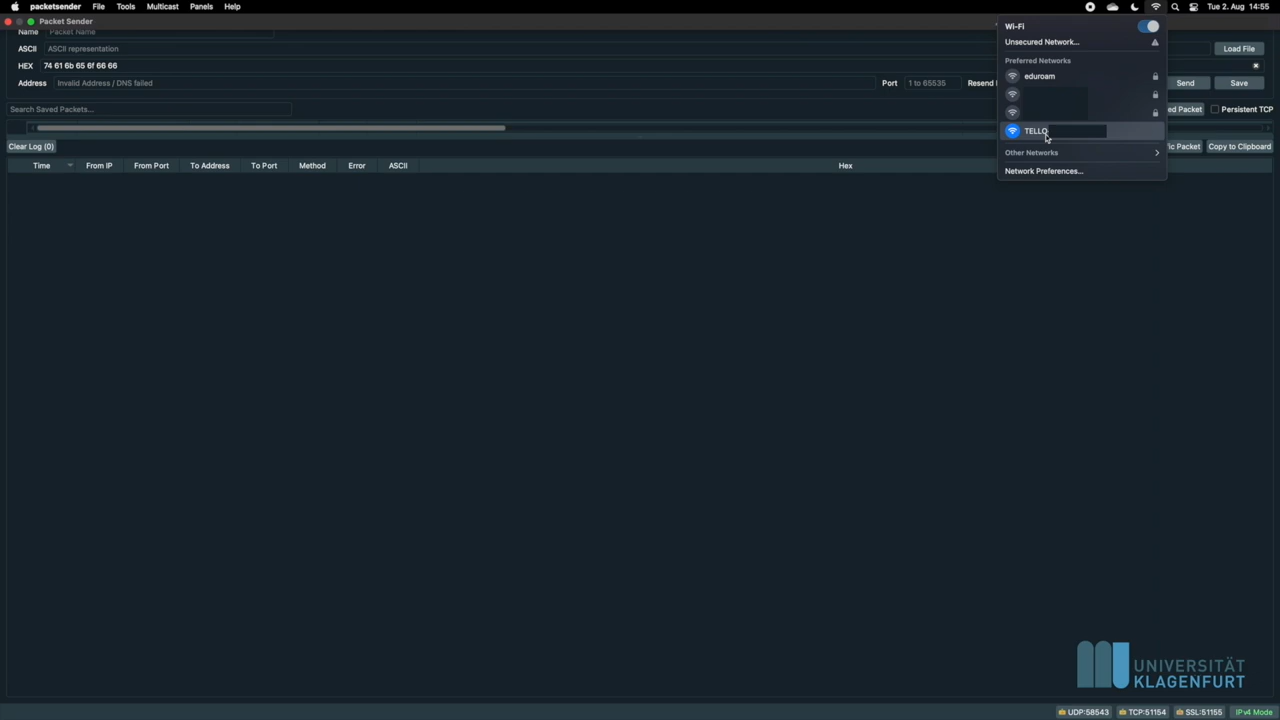 packetsender File Tools Multicast Panels Help Tue 2. Aug 14:55
Packet Sender
Wi-Fi
Name Packet Name
Unsecured Network...
ASCII ASCII representation Load File
Preferred Networks
HEX 74 61 6b 65 6f 66 66
eduroam
Address Invalid Address / DNS failed Port 1 to 65535 Resend Send Save
Search Saved Packets... Packet Persistent TCP
TELLO
Clear Log (0) Packet Copy to Clipboard
Other Networks
Time From IP From Port To Address To Port Method Error ASCII Hex
Network Preferences...
UNIVERSITÄT
KLAGENFURT
UDP:58543 TCP:51154 SSL:51155 IPv4 Mode